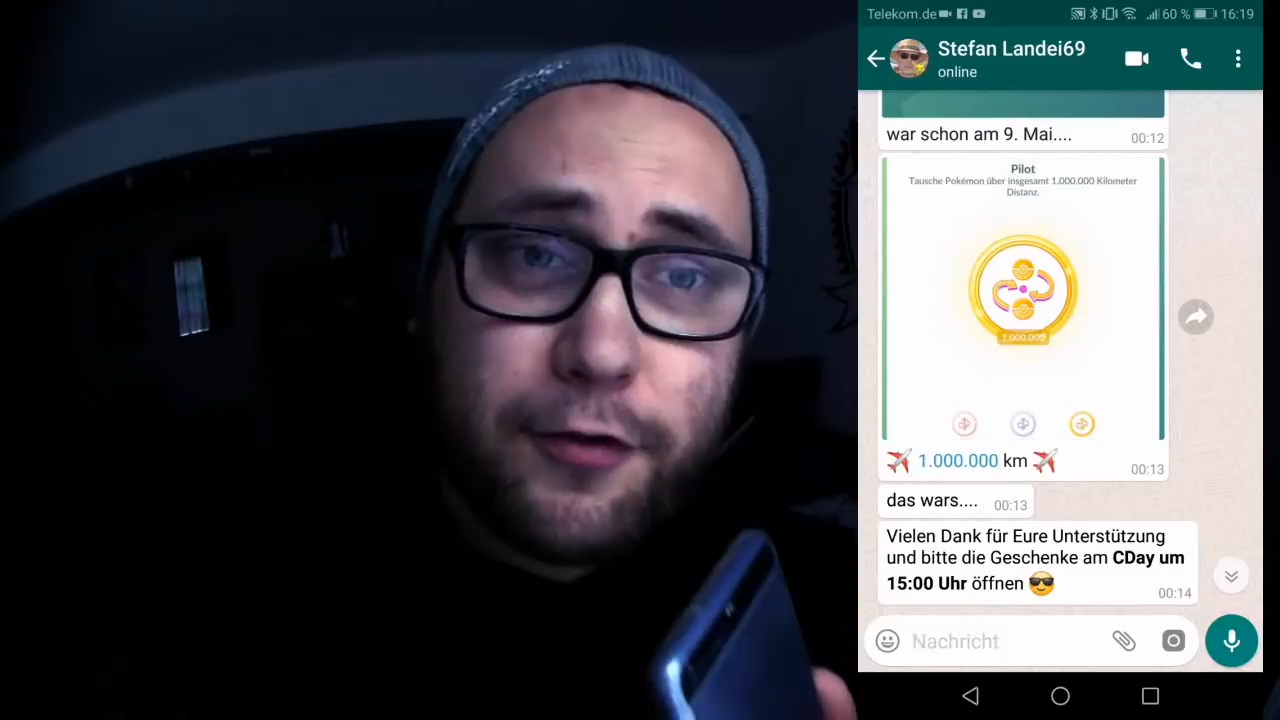 Telekom.de
60 %
16:19
Stefan Landei69
online
war schon am 9. Mai....
00:12
Pilot
Tausche Pokémon über insgesamt 1.000.000 Kilometer
Distanz.
1.000.000
1.000.000 km
00:13
das wars....
00:13
Vielen Dank für Eure Unterstützung
und bitte die Geschenke am CDay um
15:00 Uhr öffnen
00:14
Nachricht